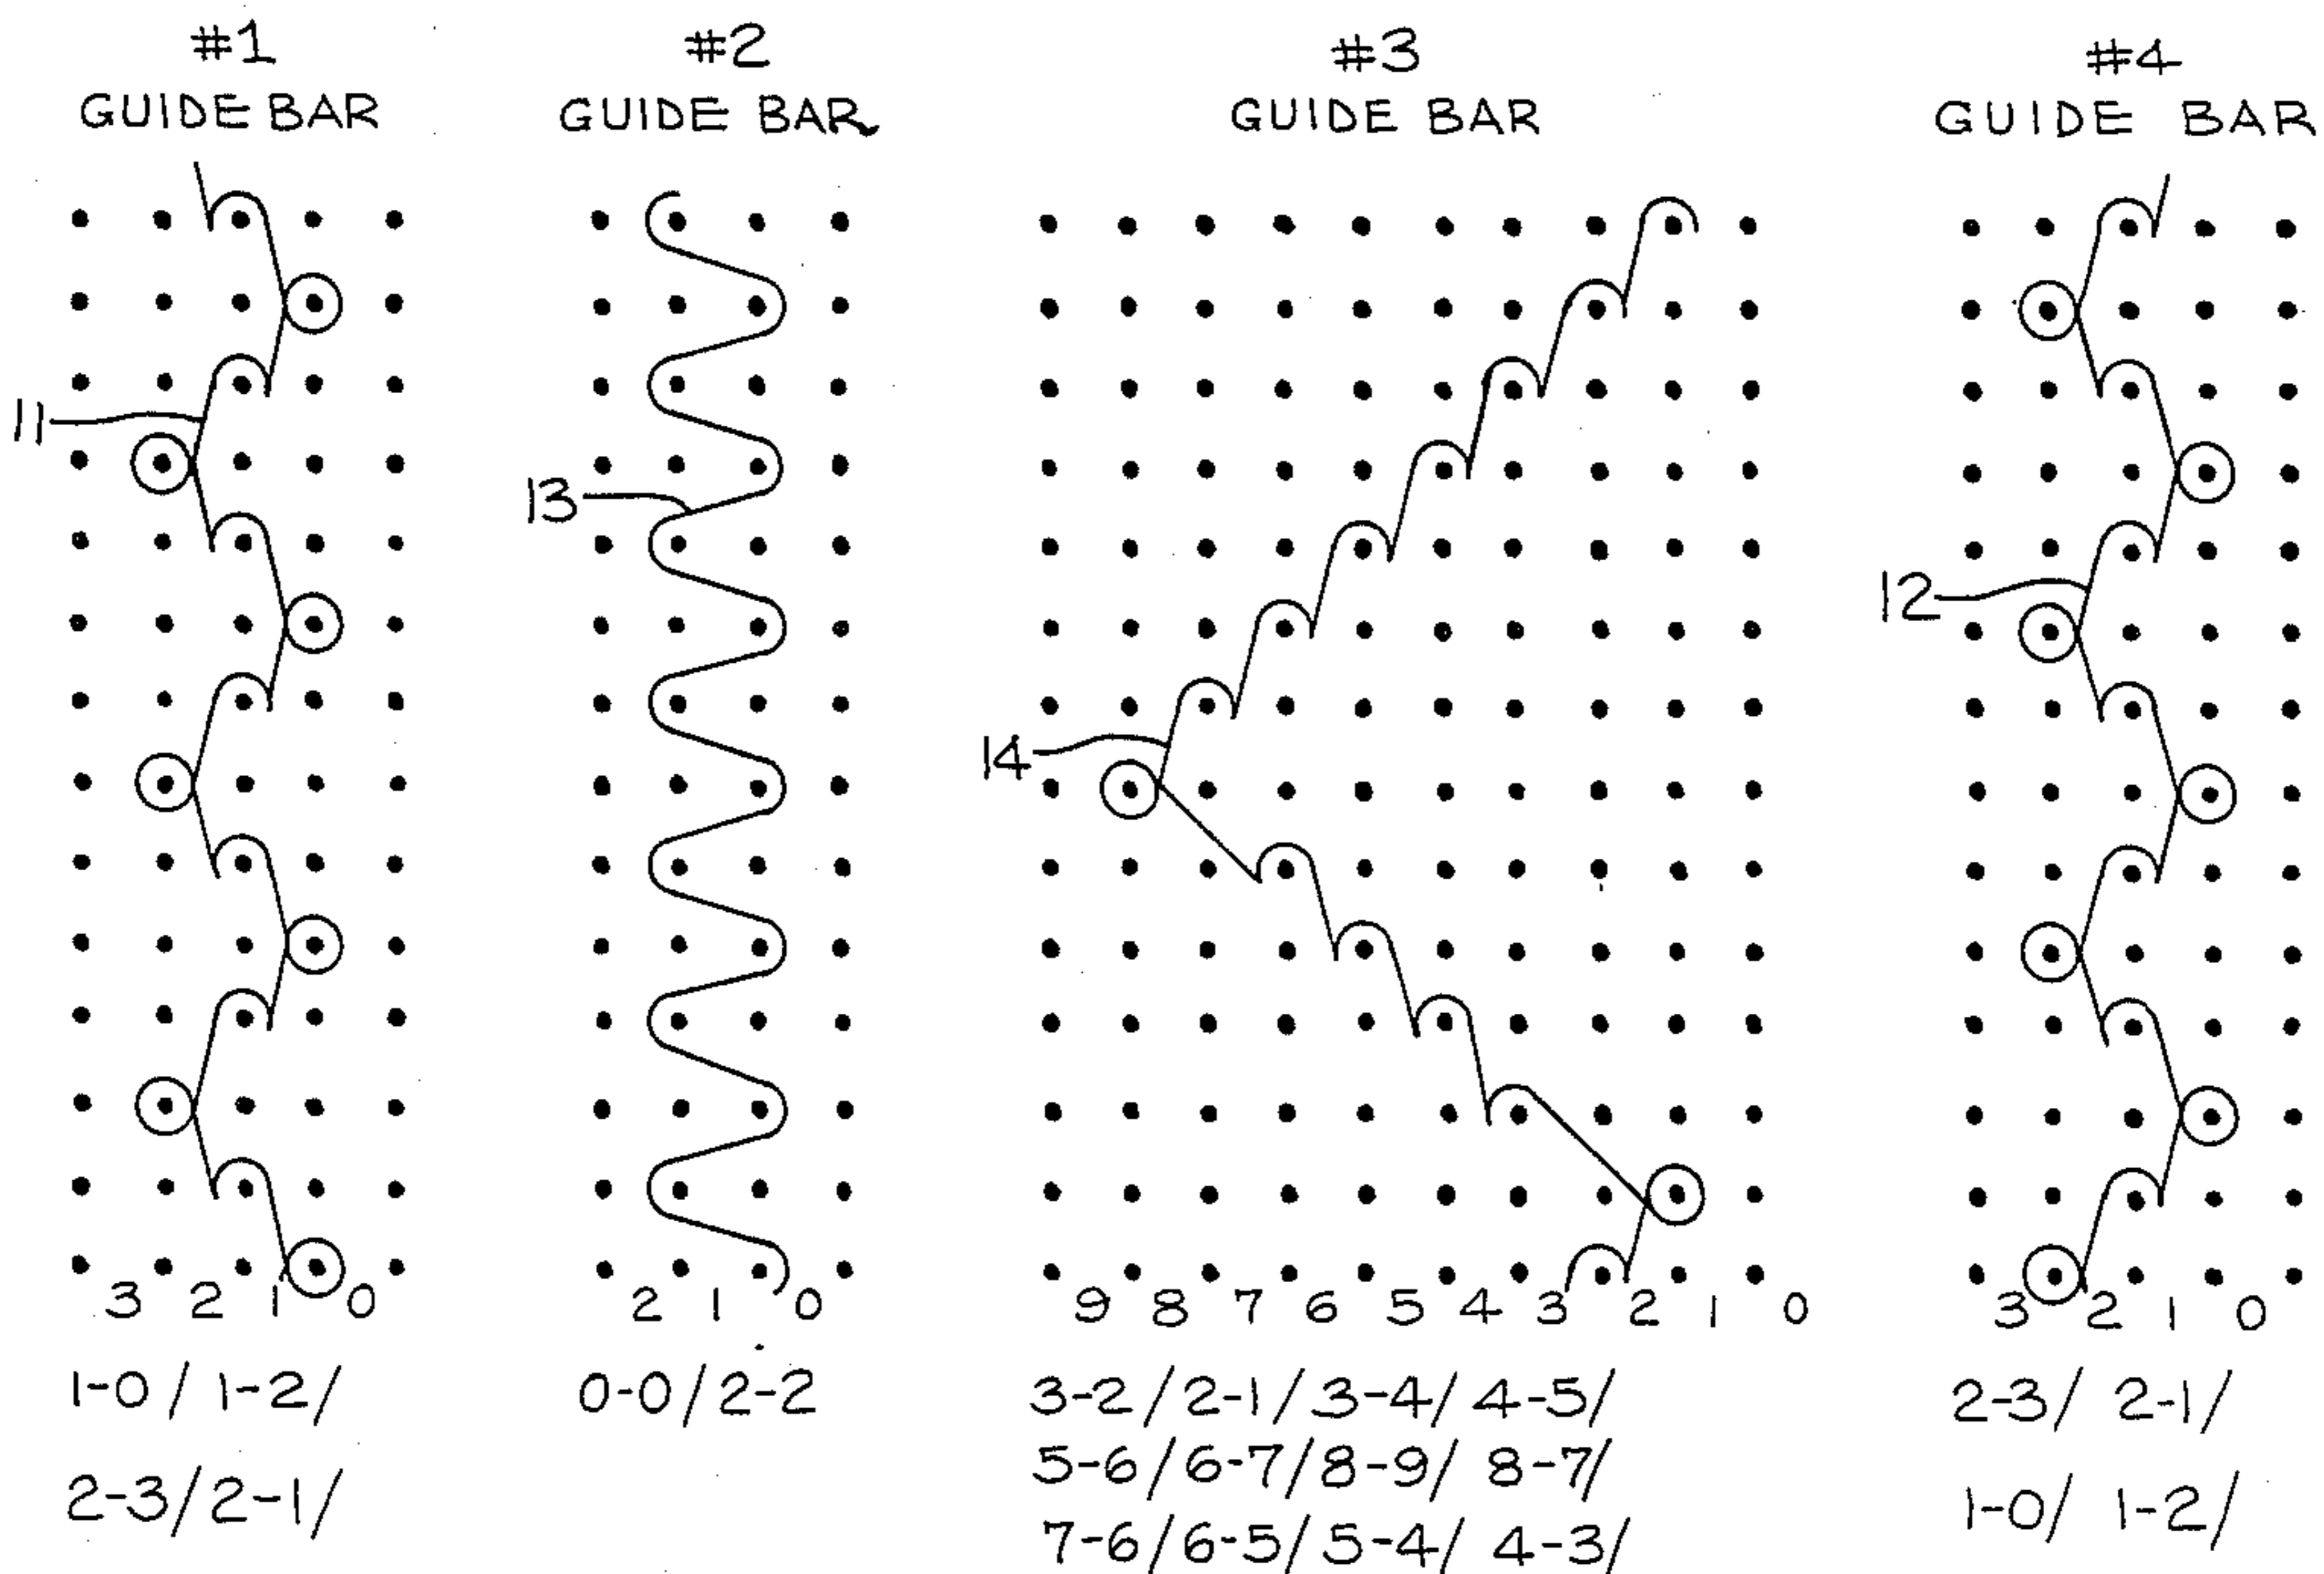 #1
GUIDE BAR
11
3 2 1 0
1-0/ 1-2/
2-3/ 2-1/
#2
GUIDE BAR
13
2 1 0
0-0/2-2
#3
GUIDE BAR
14
9 8 7 6 5 4 3 2 1 0
3-2/2-1/3-4/ 4-5/
5-6/6-7/8-9/ 8-7/
7-6/6-5/5-4/ 4-3/
#4
GUIDE BAR
12
3 2 1 0
2-3/ 2-1/
1-0/ 1-2/